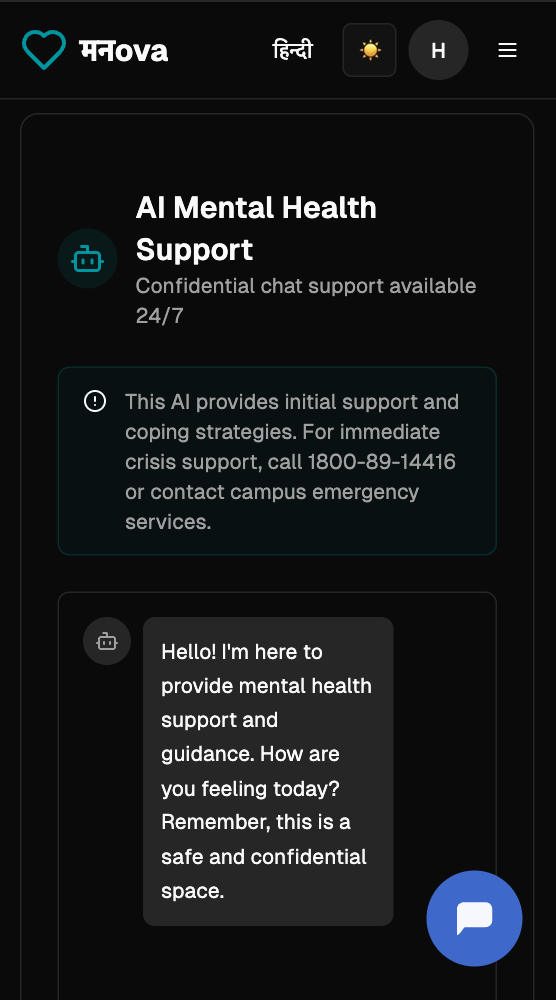 मनova
हिन्दी
H
AI Mental Health
Support
Confidential chat support available
24/7
This AI provides initial support and
coping strategies. For immediate
crisis support, call 1800-89-14416
or contact campus emergency
services.
Hello! I'm here to
provide mental health
support and
guidance. How are
you feeling today?
Remember, this is a
safe and confidential
space.